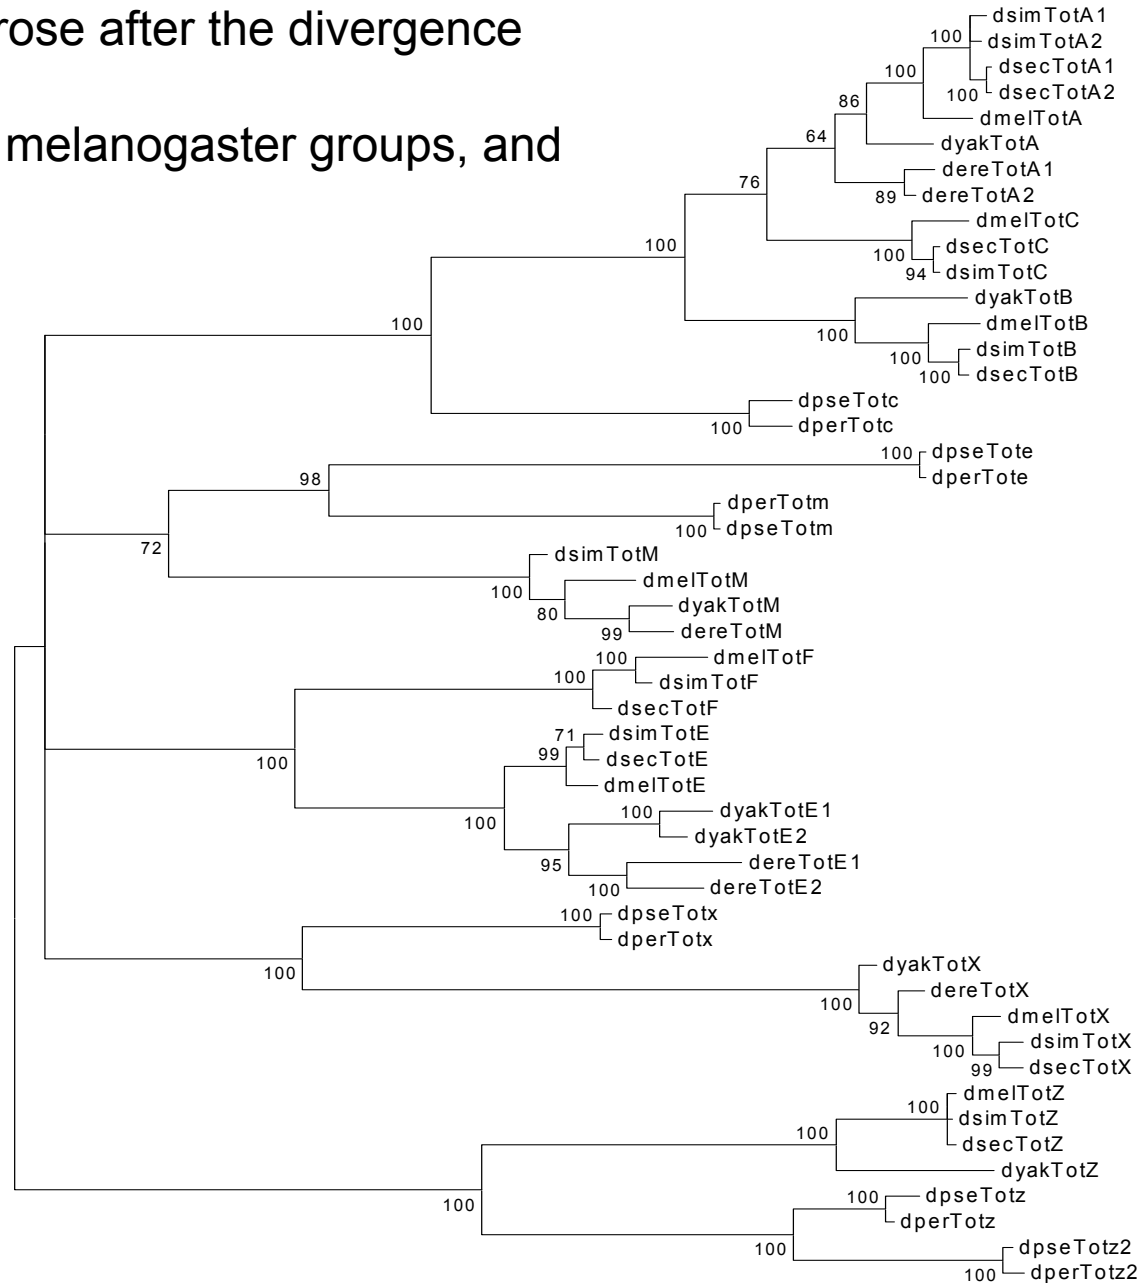 rose after the divergence
melanogaster groups, and
dsimTotA1
dsimTotA2
100
dsecTotA1
100
dsecTotA2
100
dmelTotA
86
dyakTotA
64
dereTotA1
89
dereTotA2
76
dmelTotC
100
dsecTotC
94
dsimTotC
100
dyakTotB
100
dmelTotB
100
dsimTotB
100
dsecTotB
100
dpseTotc
100
dperTotc
100
dpseTote
dperTote
98
dperTotm
100
dpseTotm
72
dsimTotM
100
dmelTotM
80
dyakTotM
99
dereTotM
100
dmelTotF
100
dsimTotF
dsecTotF
100
71
dsimTotE
99
dsecTotE
dmelTotE
100
100
dyakTotE1
dyakTotE2
95
dereTotE1
100
dereTotE2
100
dpseTotx
dperTotx
100
dyakTotX
100
dereTotX
92
dmelTotX
100
dsimTotX
99
dsecTotX
dmelTotZ
100
dsimTotZ
dsecTotZ
100
dyakTotZ
100
100
dpseTotz
dperTotz
100
dpseTotz2
100
dperTotz2